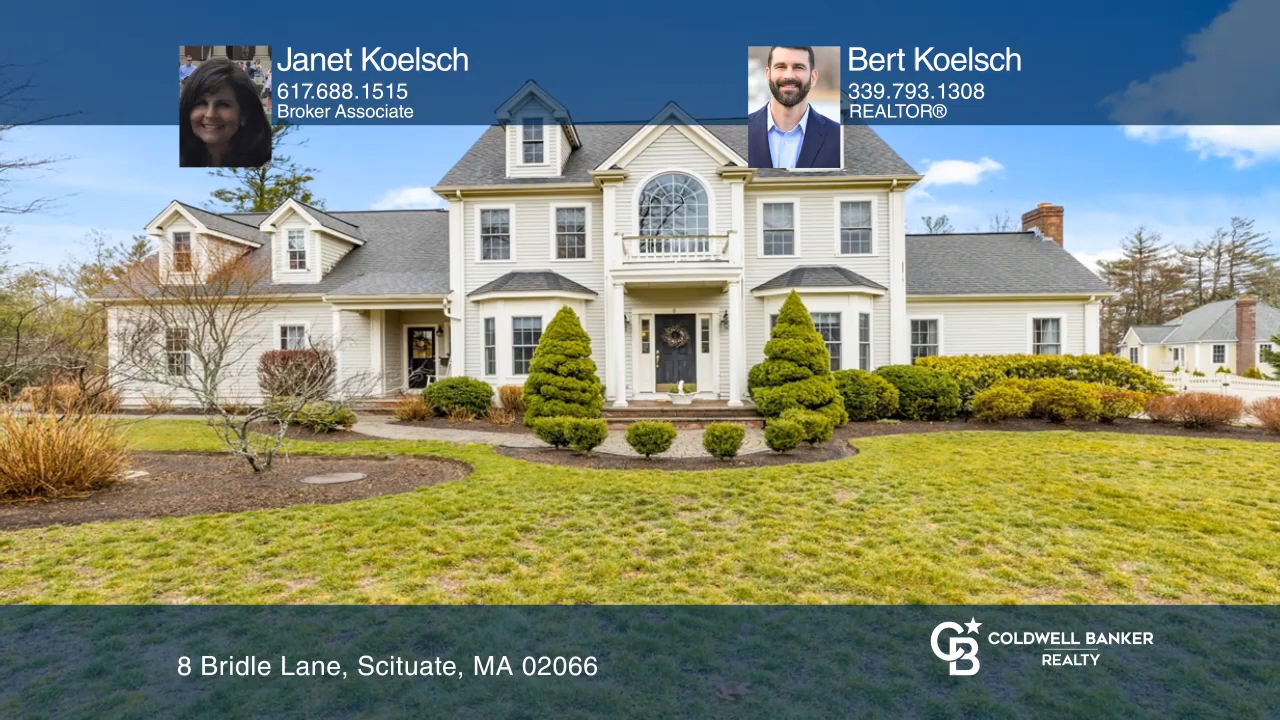 Janet Koelsch
617.688.1515
Broker Associate
Bert Koelsch
339.793.1308
REALTOR®
8 Bridle Lane, Scituate, MA 02066
CB
COLDWELL BANKER
REALTY